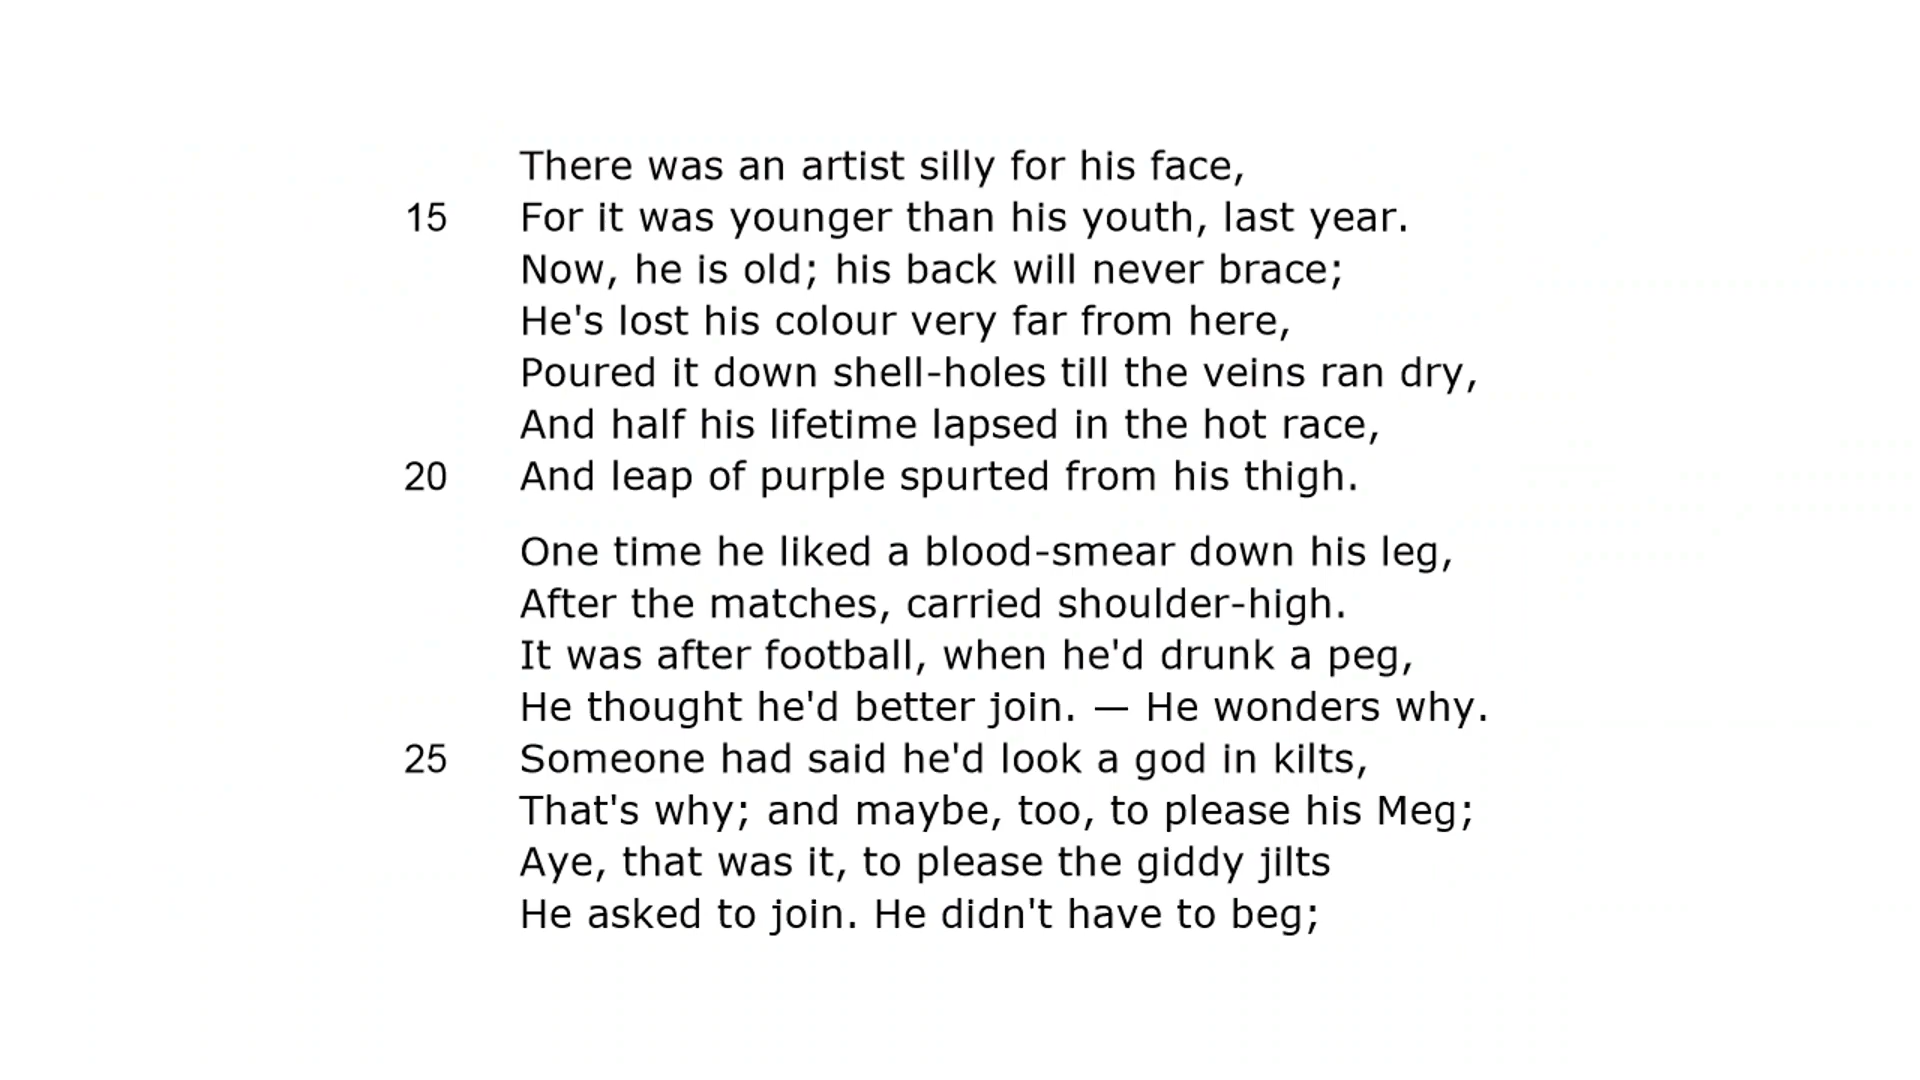 There was an artist silly for his face,
15 For it was younger than his youth, last year.
Now, he is old; his back will never brace;
He's lost his colour very far from here,
Poured it down shell-holes till the veins ran dry,
And half his lifetime lapsed in the hot race,
20 And leap of purple spurted from his thigh.
One time he liked a blood-smear down his leg,
After the matches, carried shoulder-high.
It was after football, when he'd drunk a peg,
He thought he'd better join. — He wonders why.
25 Someone had said he'd look a god in kilts,
That's why; and maybe, too, to please his Meg;
Aye, that was it, to please the giddy jilts
He asked to join. He didn't have to beg;